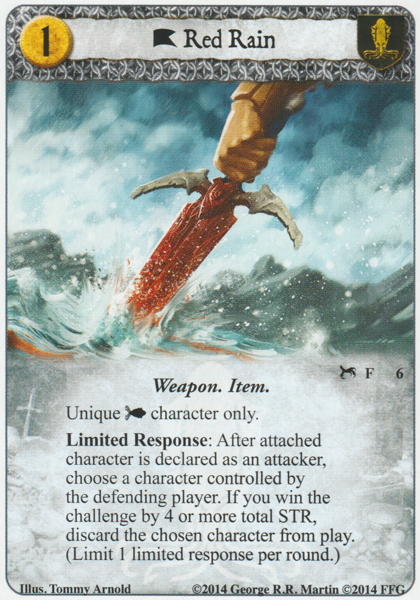 1
Red Rain
F 6
Weapon. Item.
Unique character only.
Limited Response: After attached
character is declared as an attacker,
choose a character controlled by
the defending player. If you win the
challenge by 4 or more total STR,
discard the chosen character from play.
(Limit 1 limited response per round.)
Illus. Tommy Arnold ©2014 George R.R. Martin ©2014 FFG